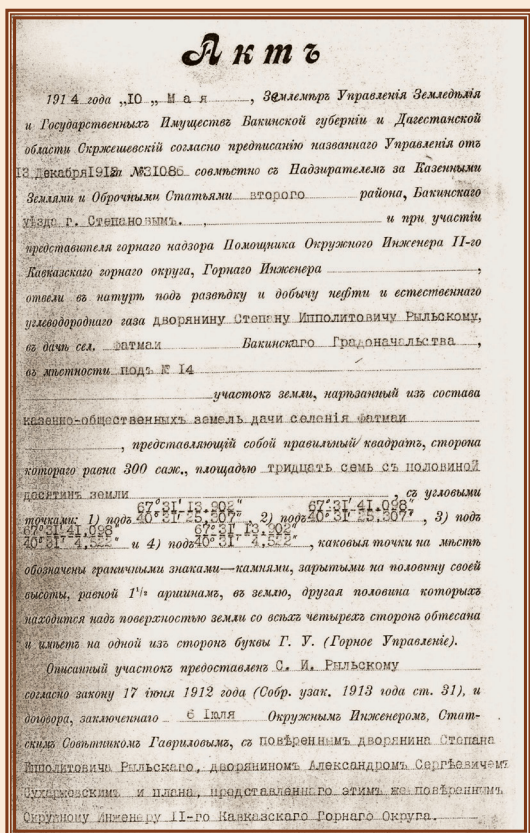 Актъ
1914 года „10„ Мая, Землемѣръ Управленія Земледѣлія
и Государственныхъ Имуществъ Бакинской губерніи и Дагестанской
области Скржешевскій согласно предписанію названнаго Управленія отъ
13 Декабря 1913г №31086 совмѣстно съ Надзирателемъ за Казенными
Землями и Оброчными Статьями второго района, Бакинскаго
уѣзда г. Степановымъ. , и при участіи
представителя горнаго надзора Помощника Окружнаго Инженера II-го
Кавказскаго горнаго округа, Горнаго Инженера ,
отвели въ натурѣ подъ развѣдку и добычу нефти и естественнаго
углеводороднаго газа дворянину Степану Ипполитовичу Рыльскому,
въ дачѣ сел. Фатмаи Бакинскаго Градоначальства ,
въ мѣстности подъ № 14
участокъ земли, нарѣзанный изъ состава
казенно-общественныхъ земель дачи селенія Фатмаи
, представляющій собой правильный квадратъ, сторона
котораго равна 300 саж., площадью тридцать семь съ половиной
десятинъ земли , съ угловыми
точками: 1) подъ 67°31' 13,902" 40°31' 25,307", 2) подъ 67°31' 41,098" 40°31' 25,307", 3) подъ
67°31' 41,098" 40°31' 4,522" и 4) подъ 67°31' 13,902" 40°31' 4,522", каковыя точки на мѣстѣ
обозначены граничными знаками—камнями, зарытыми на половину своей
высоты, равной 1½ аршинамъ, въ землю, другая половина которыхъ
находится надъ поверхностью земли со всѣхъ четырехъ сторонъ обтесана
и имѣетъ на одной изъ сторонъ буквы Г. У. (Горное Управленіе).
Описанный участокъ предоставленъ С. И. Рыльскому
согласно закону 17 іюня 1912 года (Собр. узак. 1913 года ст. 31), и
договора, заключеннаго 6 Іюля Окружнымъ Инженеромъ, Стат-
скимъ Совѣтникомъ Гавриловымъ, съ повѣреннымъ дворянина Степана
Ипполитовича Рыльскаго, дворяниномъ Александромъ Сергѣевичемъ
Сухаржевскимъ и плана, представленнаго этимъ же повѣреннымъ
Окружному Инженеру II-го Кавказскаго Горнаго Округа.